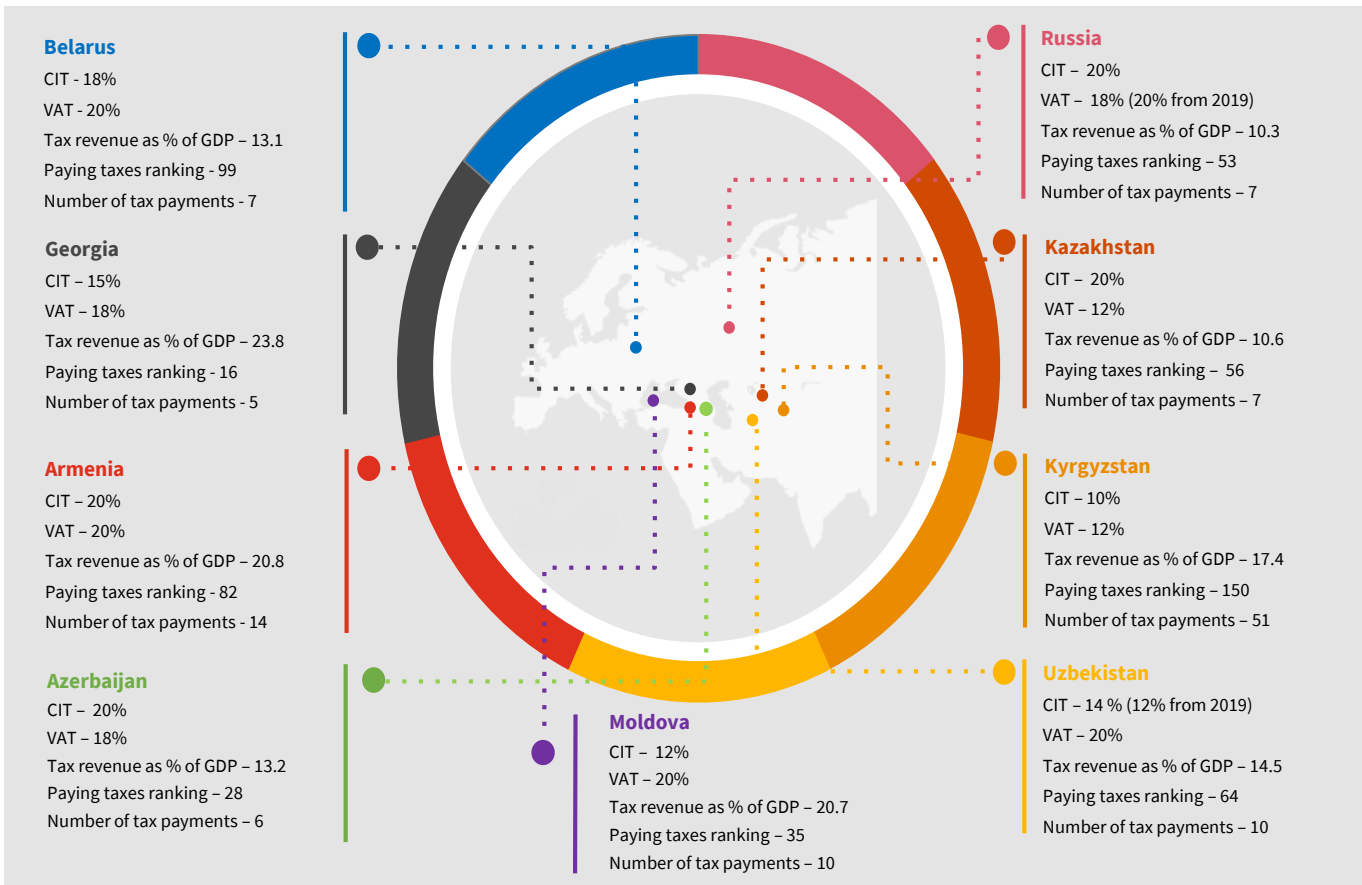 Belarus
CIT - 18%
VAT - 20%
Tax revenue as % of GDP – 13.1
Paying taxes ranking - 99
Number of tax payments - 7
Georgia
CIT – 15%
VAT – 18%
Tax revenue as % of GDP – 23.8
Paying taxes ranking - 16
Number of tax payments - 5
Armenia
CIT – 20%
VAT – 20%
Tax revenue as % of GDP – 20.8
Paying taxes ranking - 82
Number of tax payments - 14
Azerbaijan
CIT – 20%
VAT – 18%
Tax revenue as % of GDP – 13.2
Paying taxes ranking – 28
Number of tax payments – 6
Moldova
CIT – 12%
VAT – 20%
Tax revenue as % of GDP – 20.7
Paying taxes ranking – 35
Number of tax payments – 10
Russia
CIT – 20%
VAT – 18% (20% from 2019)
Tax revenue as % of GDP – 10.3
Paying taxes ranking – 53
Number of tax payments – 7
Kazakhstan
CIT – 20%
VAT – 12%
Tax revenue as % of GDP – 10.6
Paying taxes ranking – 56
Number of tax payments – 7
Kyrgyzstan
CIT – 10%
VAT – 12%
Tax revenue as % of GDP – 17.4
Paying taxes ranking – 150
Number of tax payments – 51
Uzbekistan
CIT – 14 % (12% from 2019)
VAT – 20%
Tax revenue as % of GDP – 14.5
Paying taxes ranking – 64
Number of tax payments – 10